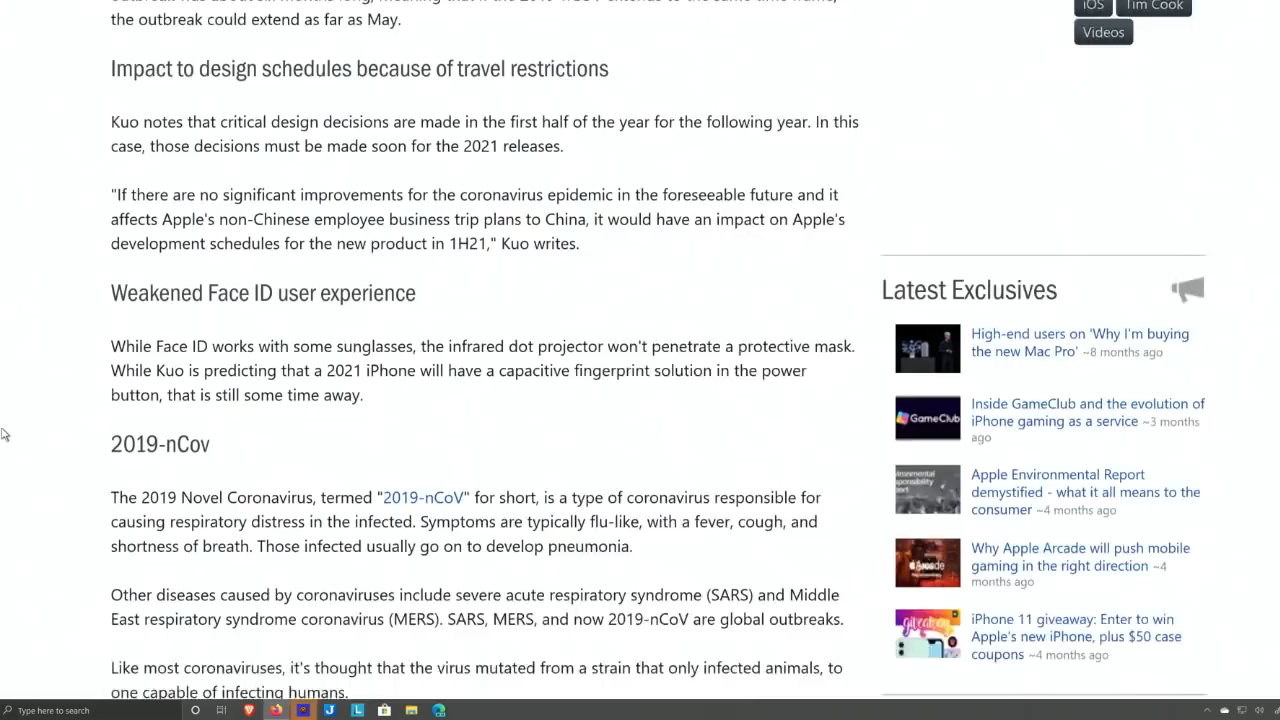 the outbreak could extend as far as May.
Impact to design schedules because of travel restrictions
Kuo notes that critical design decisions are made in the first half of the year for the following year. In this
case, those decisions must be made soon for the 2021 releases.
"If there are no significant improvements for the coronavirus epidemic in the foreseeable future and it
affects Apple's non-Chinese employee business trip plans to China, it would have an impact on Apple's
development schedules for the new product in 1H21," Kuo writes.
Weakened Face ID user experience
While Face ID works with some sunglasses, the infrared dot projector won't penetrate a protective mask.
While Kuo is predicting that a 2021 iPhone will have a capacitive fingerprint solution in the power
button, that is still some time away.
2019-nCov
The 2019 Novel Coronavirus, termed "2019-nCoV" for short, is a type of coronavirus responsible for
causing respiratory distress in the infected. Symptoms are typically flu-like, with a fever, cough, and
shortness of breath. Those infected usually go on to develop pneumonia.
Other diseases caused by coronaviruses include severe acute respiratory syndrome (SARS) and Middle
East respiratory syndrome coronavirus (MERS). SARS, MERS, and now 2019-nCoV are global outbreaks.
Like most coronaviruses, it's thought that the virus mutated from a strain that only infected animals, to
one capable of infecting humans.
iOS
Tim Cook
Videos
Latest Exclusives
High-end users on 'Why I'm buying
the new Mac Pro' ~8 months ago
GameClub
Inside GameClub and the evolution of
iPhone gaming as a service ~3 months
ago
Apple Environmental Report
demystified - what it all means to the
consumer ~4 months ago
Why Apple Arcade will push mobile
gaming in the right direction ~4
months ago
giveaway
iPhone 11 giveaway: Enter to win
Apple's new iPhone, plus $50 case
coupons ~4 months ago
Type here to search